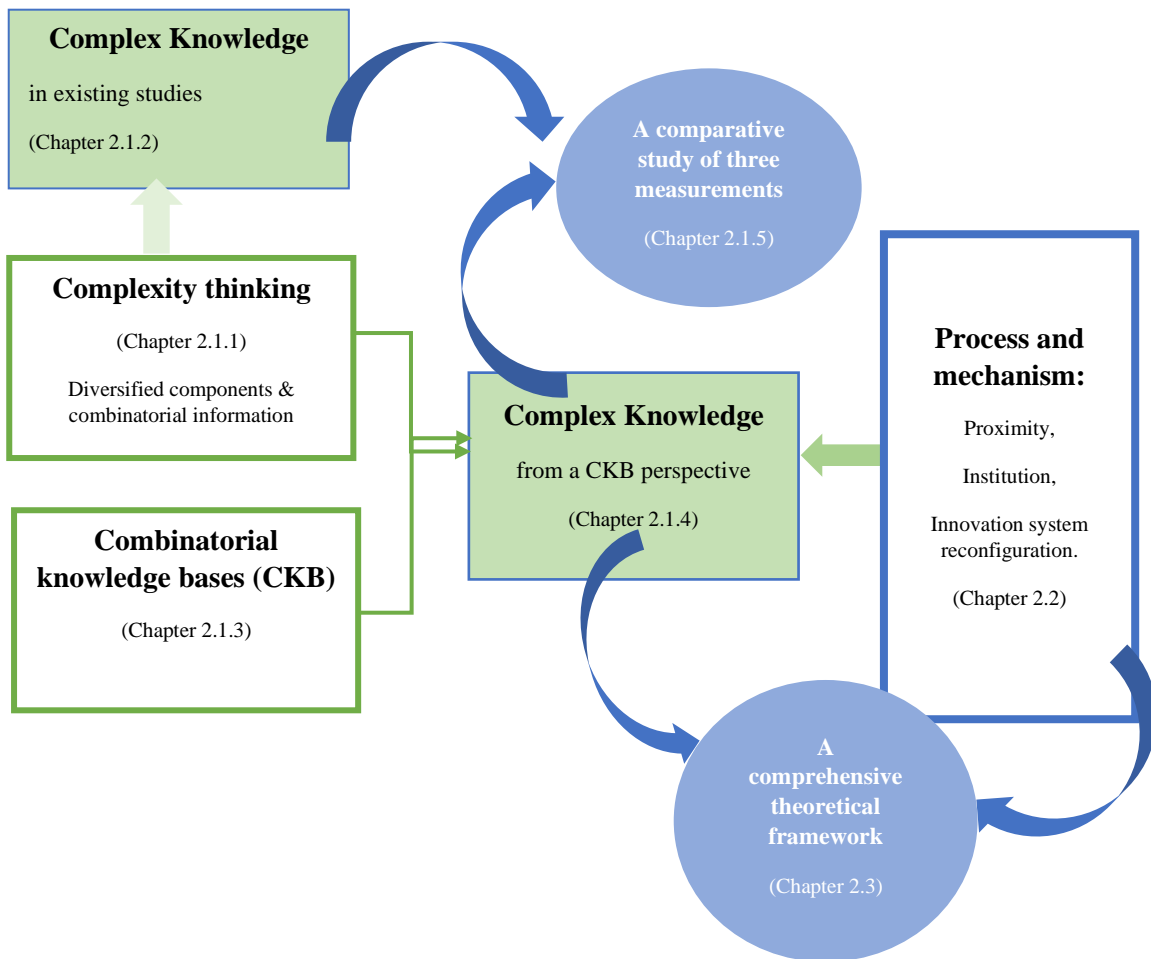 Complex Knowledge
in existing studies
(Chapter 2.1.2)
A comparative
study of three
measurements
(Chapter 2.1.5)
Complexity thinking
(Chapter 2.1.1)
Diversified components &
combinatorial information
Complex Knowledge
from a CKB perspective
(Chapter 2.1.4)
Process and
mechanism:
Proximity,
Institution,
Innovation system
reconfiguration.
(Chapter 2.2)
Combinatorial
knowledge bases (CKB)
(Chapter 2.1.3)
A
comprehensive
theoretical
framework
(Chapter 2.3)